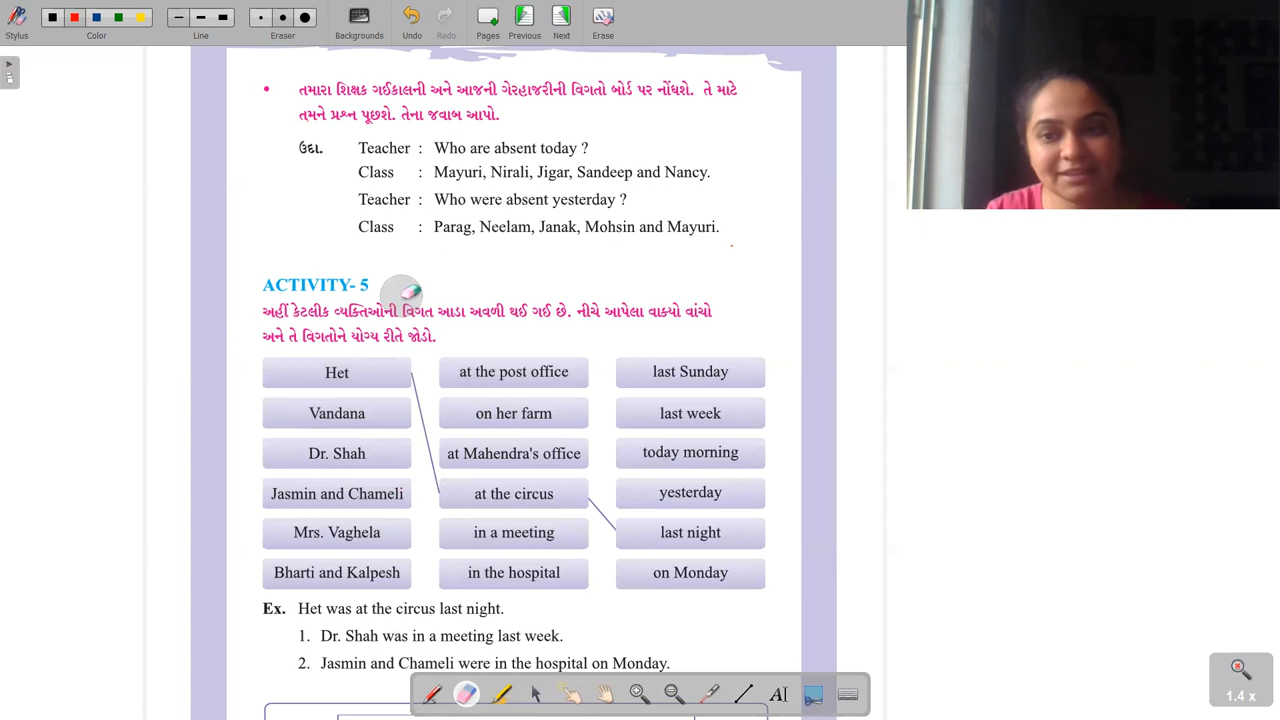 Stylus
Color
Line
Eraser
Backgrounds
Undo
Redo
Pages
Previous
Next
Erase
• તમારા શિક્ષક ગઈકાલની અને આજની ગેરહાજરીની વિગતો બોર્ડ પર નોંધશે. તે માટે
તમને પ્રશ્ન પૂછશે. તેના જવાબ આપો.
ઉદા. Teacher : Who are absent today ?
Class : Mayuri, Nirali, Jigar, Sandeep and Nancy.
Teacher : Who were absent yesterday ?
Class : Parag, Neelam, Janak, Mohsin and Mayuri.
ACTIVITY- 5
અહીં કેટલીક વ્યક્તિઓની વિગત આડા અવળી થઈ ગઈ છે. નીચે આપેલા વાક્યો વાંચો
અને તે વિગતોને યોગ્ય રીતે જોડો.
Het at the post office last Sunday
Vandana on her farm last week
Dr. Shah at Mahendra's office today morning
Jasmin and Chameli at the circus yesterday
Mrs. Vaghela in a meeting last night
Bharti and Kalpesh in the hospital on Monday
Ex. Het was at the circus last night.
1. Dr. Shah was in a meeting last week.
2. Jasmin and Chameli were in the hospital on Monday.
1.4 x